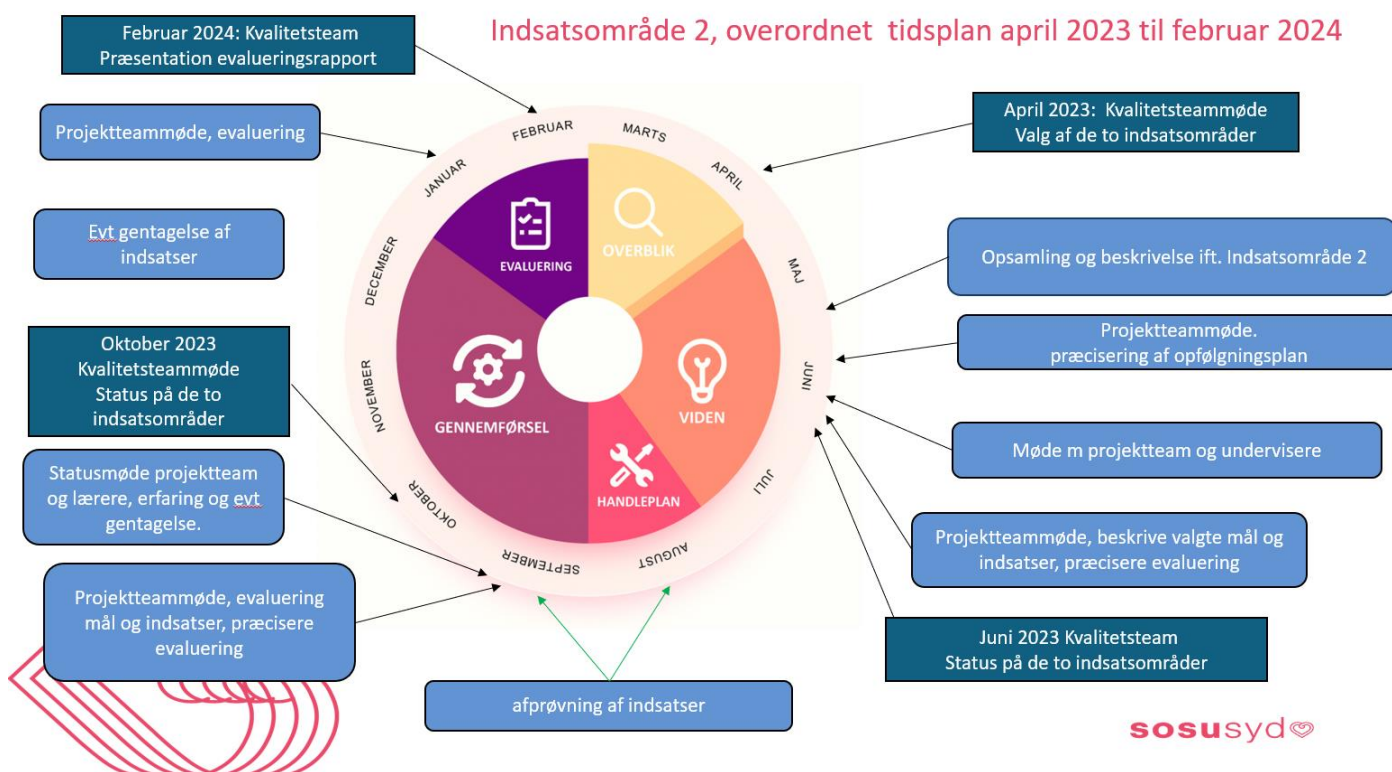 Indsatsområde 2, overordnet tidsplan april 2023 til februar 2024
Februar 2024: Kvalitetsteam
Præsentation evalueringsrapport
Projektteammøde, evaluering
Evt gentagelse af
indsatser
Oktober 2023
Kvalitetsteammøde
Status på de to
indsatsområder
Statusmøde projektteam
og lærere, erfaring og evt
gentagelse.
Projektteammøde, evaluering
mål og indsatser, præcisere
evaluering
FEBRUAR
MARTS
APRIL
MAJ
JUNI
JULI
AUGUST
SEPTEMBER
OKTOBER
NOVEMBER
DECEMBER
JANUAR
EVALUERING
OVERBLIK
VIDEN
HANDLEPLAN
GENNEMFØRSEL
April 2023: Kvalitetsteammøde
Valg af de to indsatsområder
Opsamling og beskrivelse ift. Indsatsområde 2
Projektteammøde.
præcisering af opfølgningsplan
Møde m projektteam og undervisere
Projektteammøde, beskrive valgte mål og
indsatser, præcisere evaluering
Juni 2023 Kvalitetsteam
Status på de to indsatsområder
afprøvning af indsatser
sosusyd